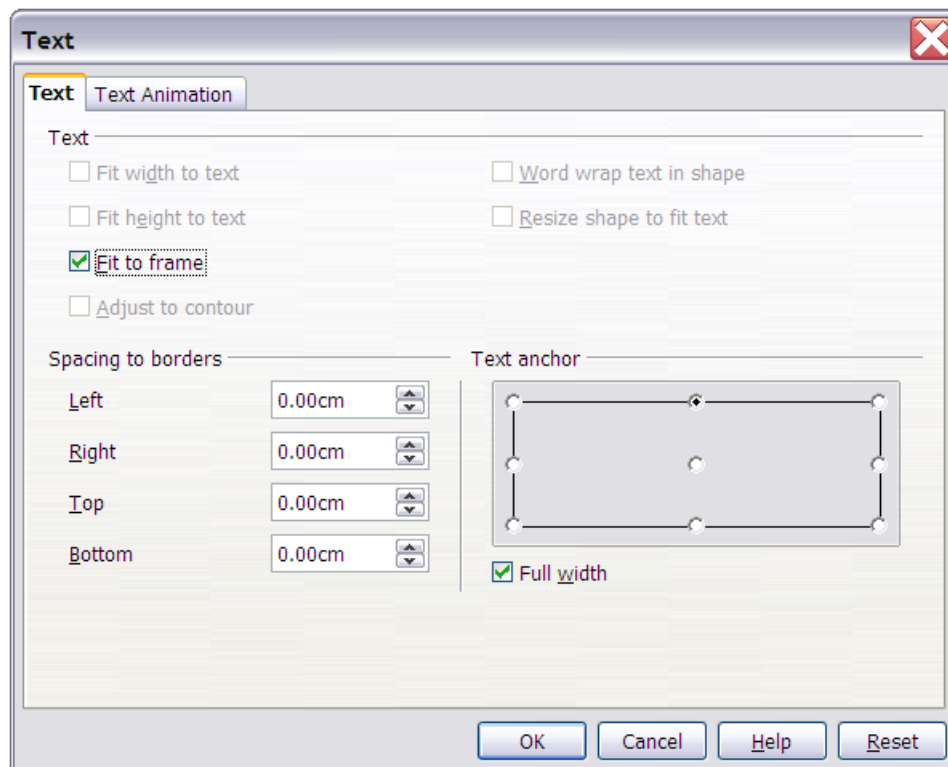 Text
Text Text Animation
Text
Fit width to text Word wrap text in shape
Fit height to text Resize shape to fit text
Fit to frame
Adjust to contour
Spacing to borders Text anchor
Left 0.00cm
Right 0.00cm
Top 0.00cm
Bottom 0.00cm
Full width
OK Cancel Help Reset